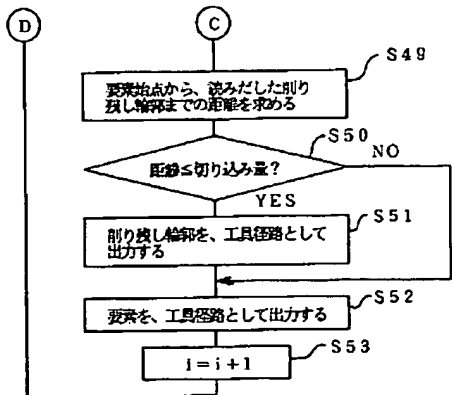 D
C
S49
要素始点から、読みだした削り
残し輪郭までの距離を求める
S50
距離≦切り込み量?
NO
YES
S51
削り残し輪郭を、工具径路として
出力する
S52
要素を、工具径路として出力する
S53
i=i+1